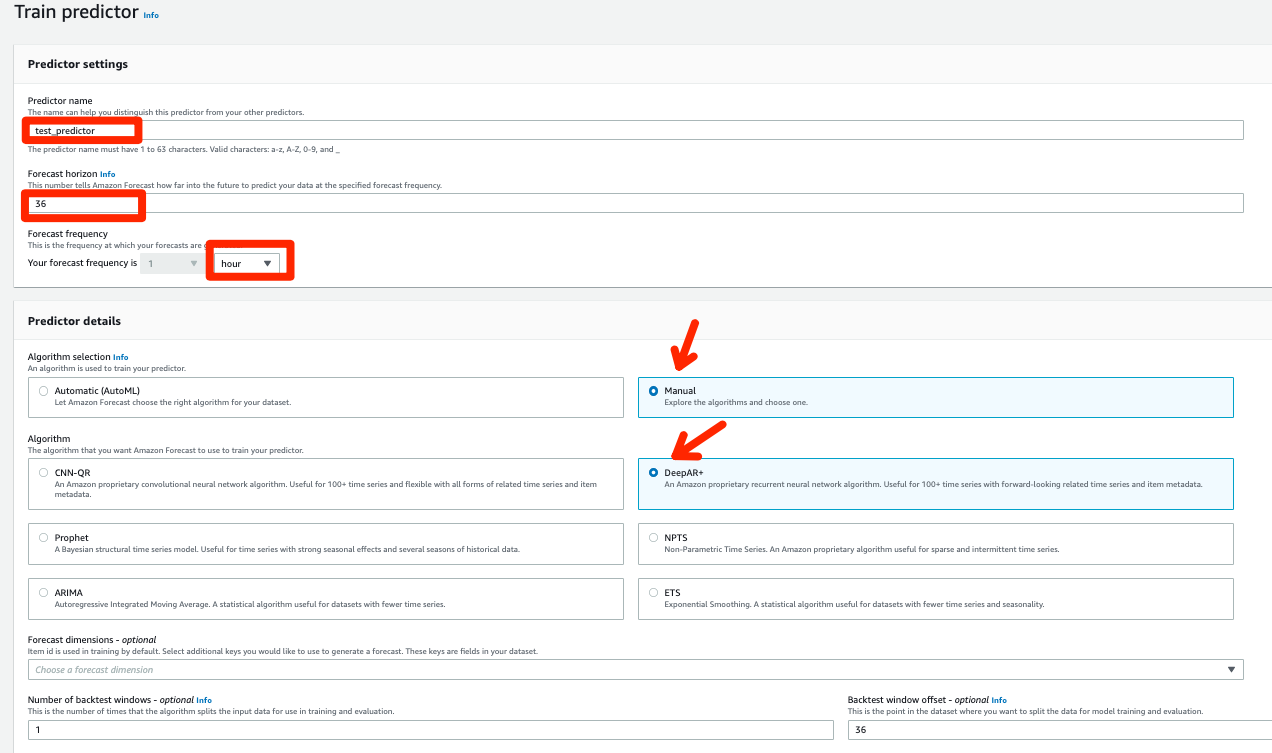 Train predictor Info
Predictor settings
Predictor name
The name can help you distinguish this predictor from your other predictors.
test_predictor
The predictor name must have 1 to 63 characters. Valid characters: a-z, A-Z, 0-9, and _
Forecast horizon Info
This number tells Amazon Forecast how far into the future to predict your data at the specified forecast frequency.
36
Forecast frequency
This is the frequency at which your forecasts are
Your forecast frequency is 1 hour
Predictor details
Algorithm selection Info
An algorithm is used to train your predictor.
Automatic (AutoML)
Let Amazon Forecast choose the right algorithm for your dataset.
Manual
Explore the algorithms and choose one.
Algorithm
The algorithm that you want Amazon Forecast to use to train your predictor.
CNN-QR
An Amazon proprietary convolutional neural network algorithm. Useful for 100+ time series and flexible with all forms of related time series and item
metadata.
DeepAR+
An Amazon proprietary recurrent neural network algorithm. Useful for 100+ time series with forward-looking related time series and item metadata.
Prophet
A Bayesian structural time series model. Useful for time series with strong seasonal effects and several seasons of historical data.
NPTS
Non-Parametric Time Series. An Amazon proprietary algorithm useful for sparse and intermittent time series.
ARIMA
Autoregressive Integrated Moving Average. A statistical algorithm useful for datasets with fewer time series.
ETS
Exponential Smoothing. A statistical algorithm useful for datasets with fewer time series and seasonality.
Forecast dimensions - optional
Item id is used in training by default. Select additional keys you would like to use to generate a forecast. These keys are fields in your dataset.
Choose a forecast dimension
Number of backtest windows - optional Info
This is the number of times that the algorithm splits the input data for use in training and evaluation.
1
Backtest window offset - optional Info
This is the point in the dataset where you want to split the data for model training and evaluation.
36